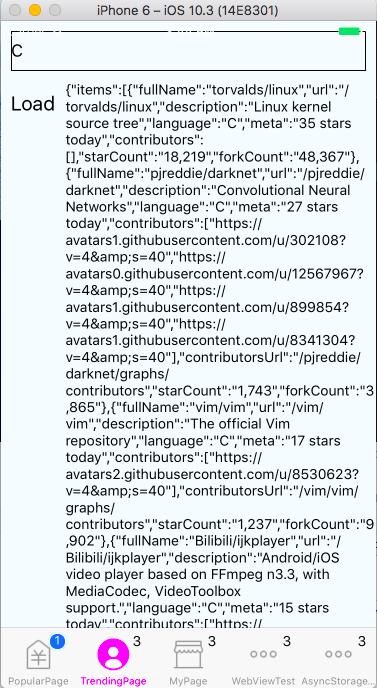 iPhone 6 – iOS 10.3 (14E8301)
C
Load
{"items":[{"fullName":"torvalds/linux","url":"/
torvalds/linux","description":"Linux kernel
source tree","language":"C","meta":"35 stars
today","contributors":
[],"starCount":"18,219","forkCount":"48,367"},
{"fullName":"pjreddie/darknet","url":"/pjreddie/
darknet","description":"Convolutional Neural
Networks","language":"C","meta":"27 stars
today","contributors":["https://
avatars1.githubusercontent.com/u/302108?
v=4&amp;s=40","https://
avatars0.githubusercontent.com/u/12567967?
v=4&amp;s=40","https://
avatars1.githubusercontent.com/u/899854?
v=4&amp;s=40","https://
avatars1.githubusercontent.com/u/8341304?
v=4&amp;s=40"],"contributorsUrl":"/pjreddie/
darknet/graphs/
contributors","starCount":"1,743","forkCount":"3
,865"},{"fullName":"vim/vim","url":"/vim/
vim","description":"The official Vim
repository","language":"C","meta":"17 stars
today","contributors":["https://
avatars2.githubusercontent.com/u/8530623?
v=4&amp;s=40"],"contributorsUrl":"/vim/vim/
graphs/
contributors","starCount":"1,237","forkCount":"9
,902"},{"fullName":"Bilibili/ijkplayer","url":"/
Bilibili/ijkplayer","description":"Android/iOS
video player based on FFmpeg n3.3, with
MediaCodec, VideoToolbox
support.","language":"C","meta":"15 stars
today","contributors":["https://
1 3 3 3 3
PopularPage TrendingPage MyPage WebViewTest AsyncStorage...